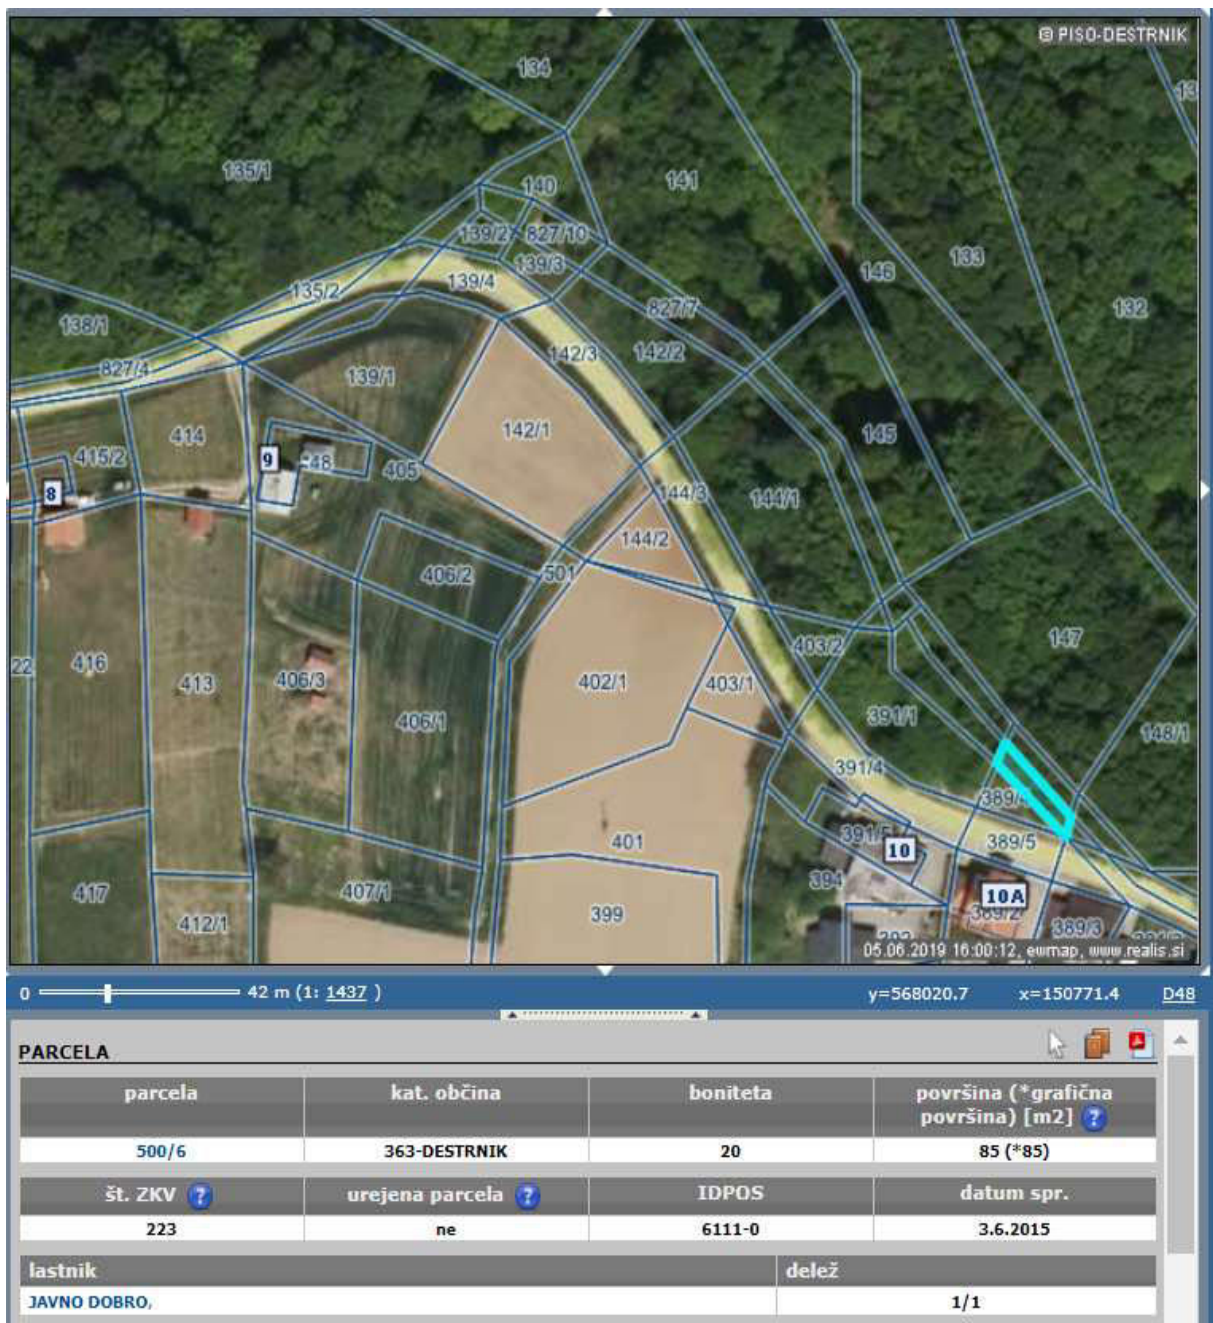 © PISO-DESTRNIK
134
13
135/1
140
141
139/2
827/10
139/3
133
146
135/2
139/4
827/7
132
138/1
142/3
142/2
827/4
139/1
414
142/1
145
415/2
9
48
405
8
144/3
144/1
144/2
406/2
501
147
403/2
22
416
413
406/3
402/1
403/1
406/1
391/1
148/1
391/4
389/4
391/5
389/5
401
10
394
417
407/1
10A
412/1
399
389/2
389/3
05.06.2019 16:00:12, ewmap, www.realis.si
0
42 m (1: 1437 )
y=568020.7
x=150771.4
D48
PARCELA
parcela
kat. občina
boniteta
površina (*grafična
površina) [m2] ?
500/6
363-DESTRNIK
20
85 (*85)
št. ZKV ?
urejena parcela ?
IDPOS
datum spr.
223
ne
6111-0
3.6.2015
lastnik
delež
JAVNO DOBRO,
1/1